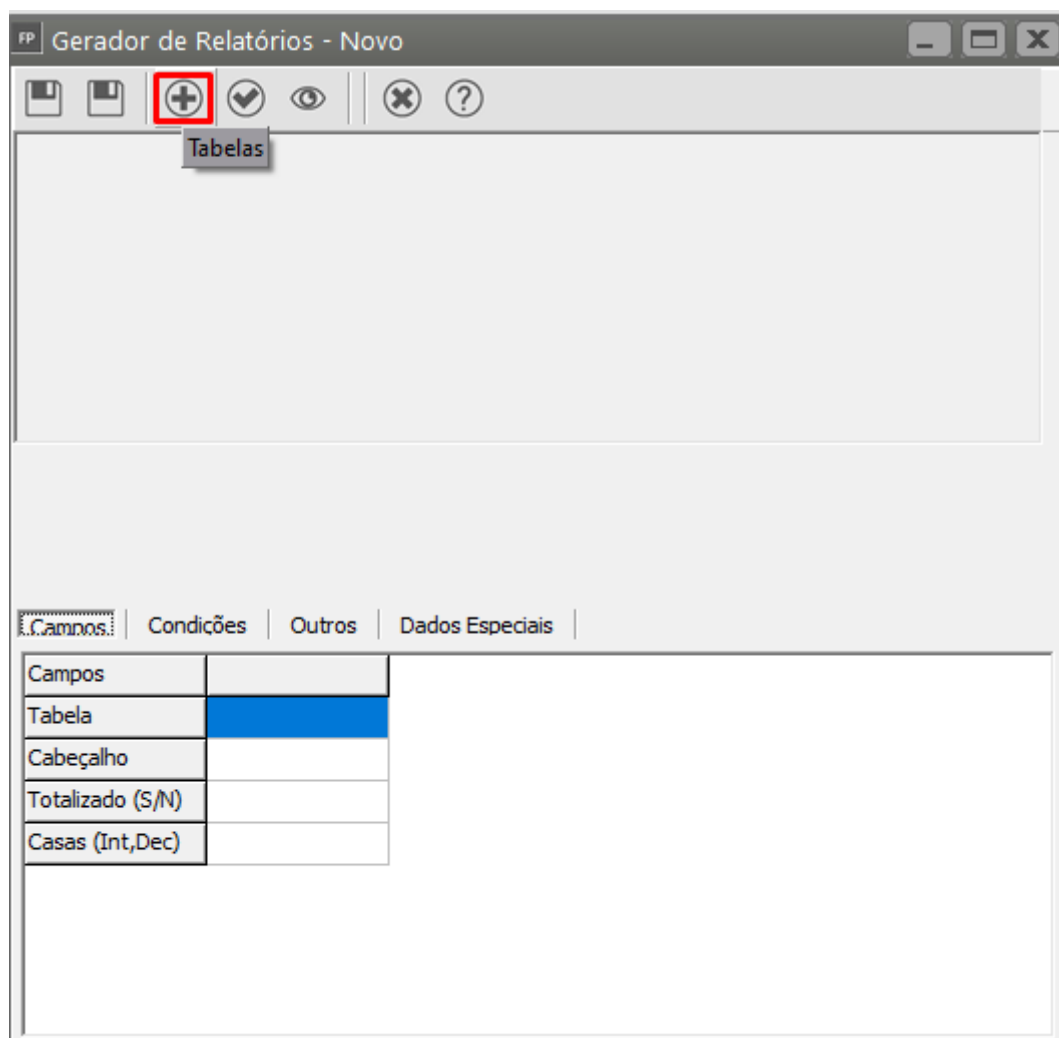 FP Gerador de Relatórios - Novo
Tabelas
Campos Condições Outros Dados Especiais
Campos
Tabela
Cabeçalho
Totalizado (S/N)
Casas (Int,Dec)